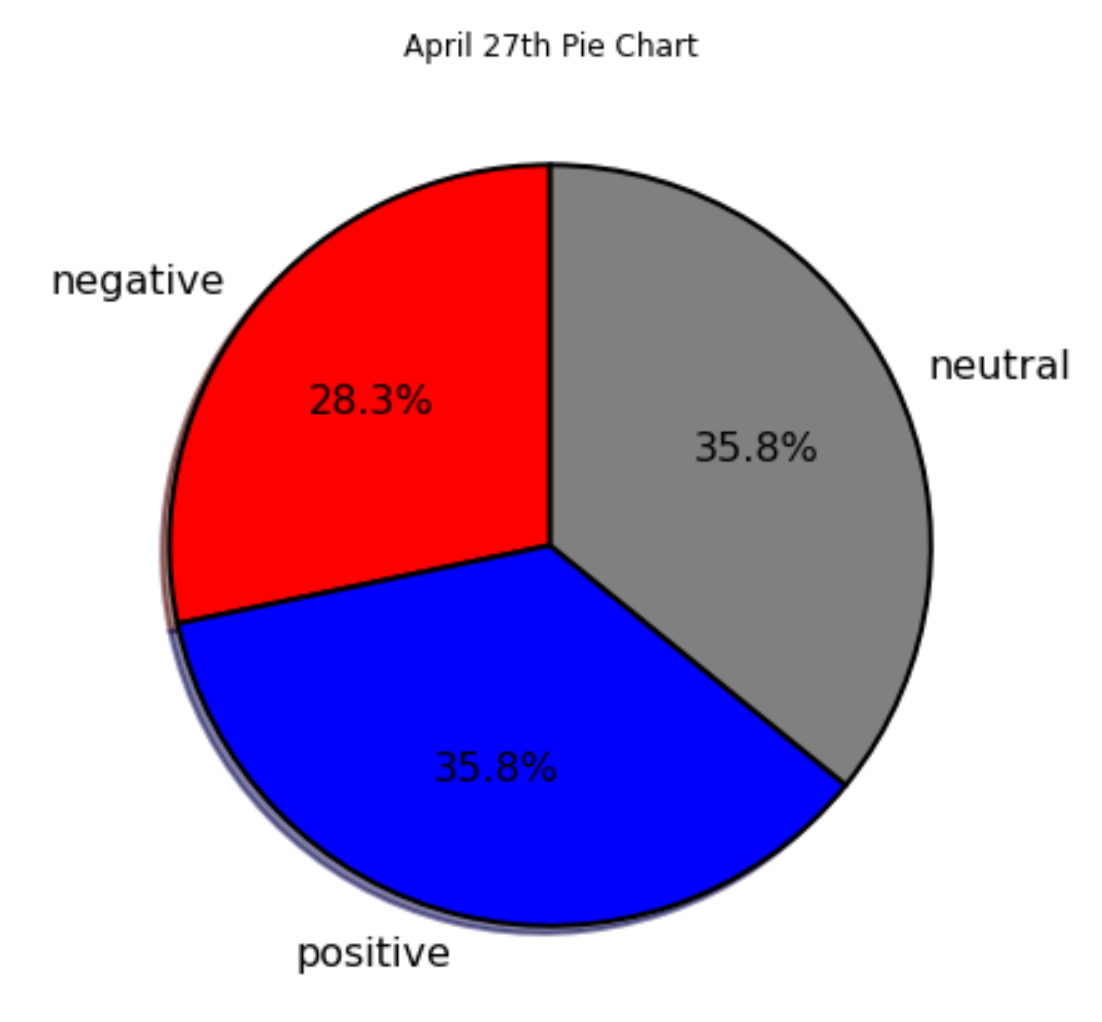 April 27th Pie Chart
negative
28.3%
neutral
35.8%
35.8%
positive